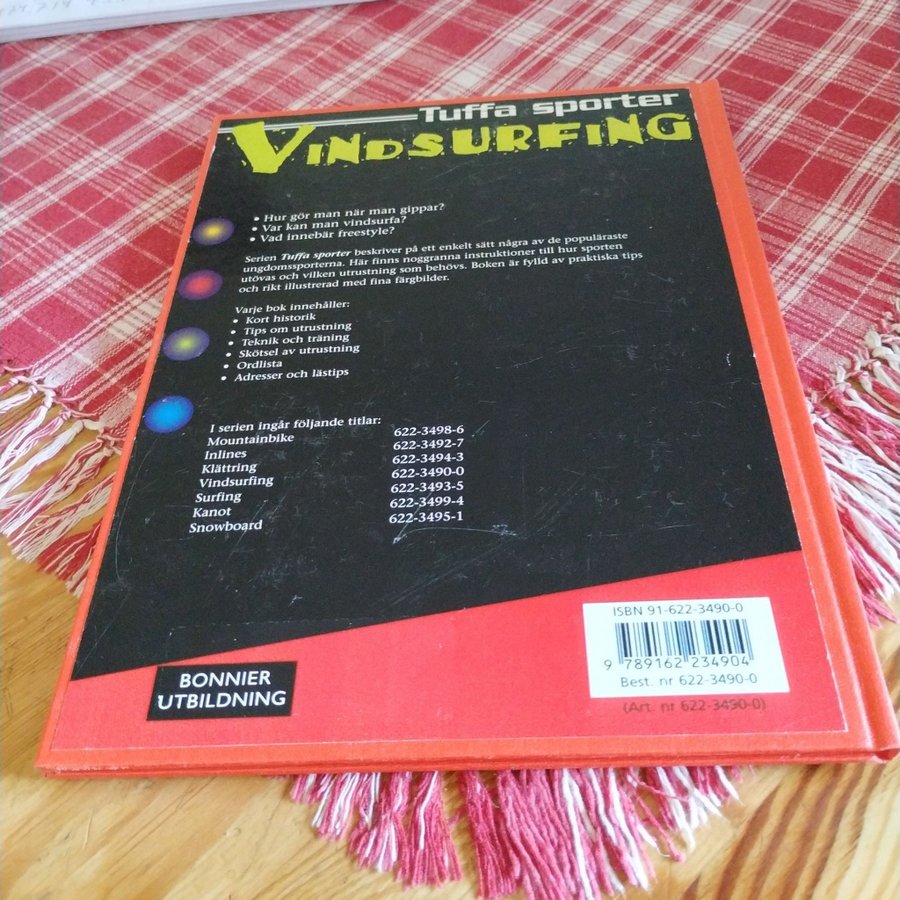 Tuffa sporter
VINDSURFING
• Hur gör man när man gippar?
• Var kan man vindsurfa?
• Vad innebär freestyle?
Serien Tuffa sporter beskriver på ett enkelt sätt några av de populäraste
ungdomssporterna. Här finns noggranna instruktioner till hur sporten
utövas och vilken utrustning som behövs. Boken är fylld av praktiska tips
och rikt illustrerad med fina färgbilder.
Varje bok innehåller:
• Kort historik
• Tips om utrustning
• Teknik och träning
• Skötsel av utrustning
• Ordlista
• Adresser och lästips
I serien ingår följande titlar:
Mountainbike 622-3498-6
Inlines 622-3492-7
Klättring 622-3494-3
Vindsurfing 622-3490-0
Surfing 622-3493-5
Kanot 622-3499-4
Snowboard 622-3495-1
ISBN 91-622-3490-0
9 789162 234904
Best. nr 622-3490-0
(Art. nr 622-3490-0)
BONNIER
UTBILDNING